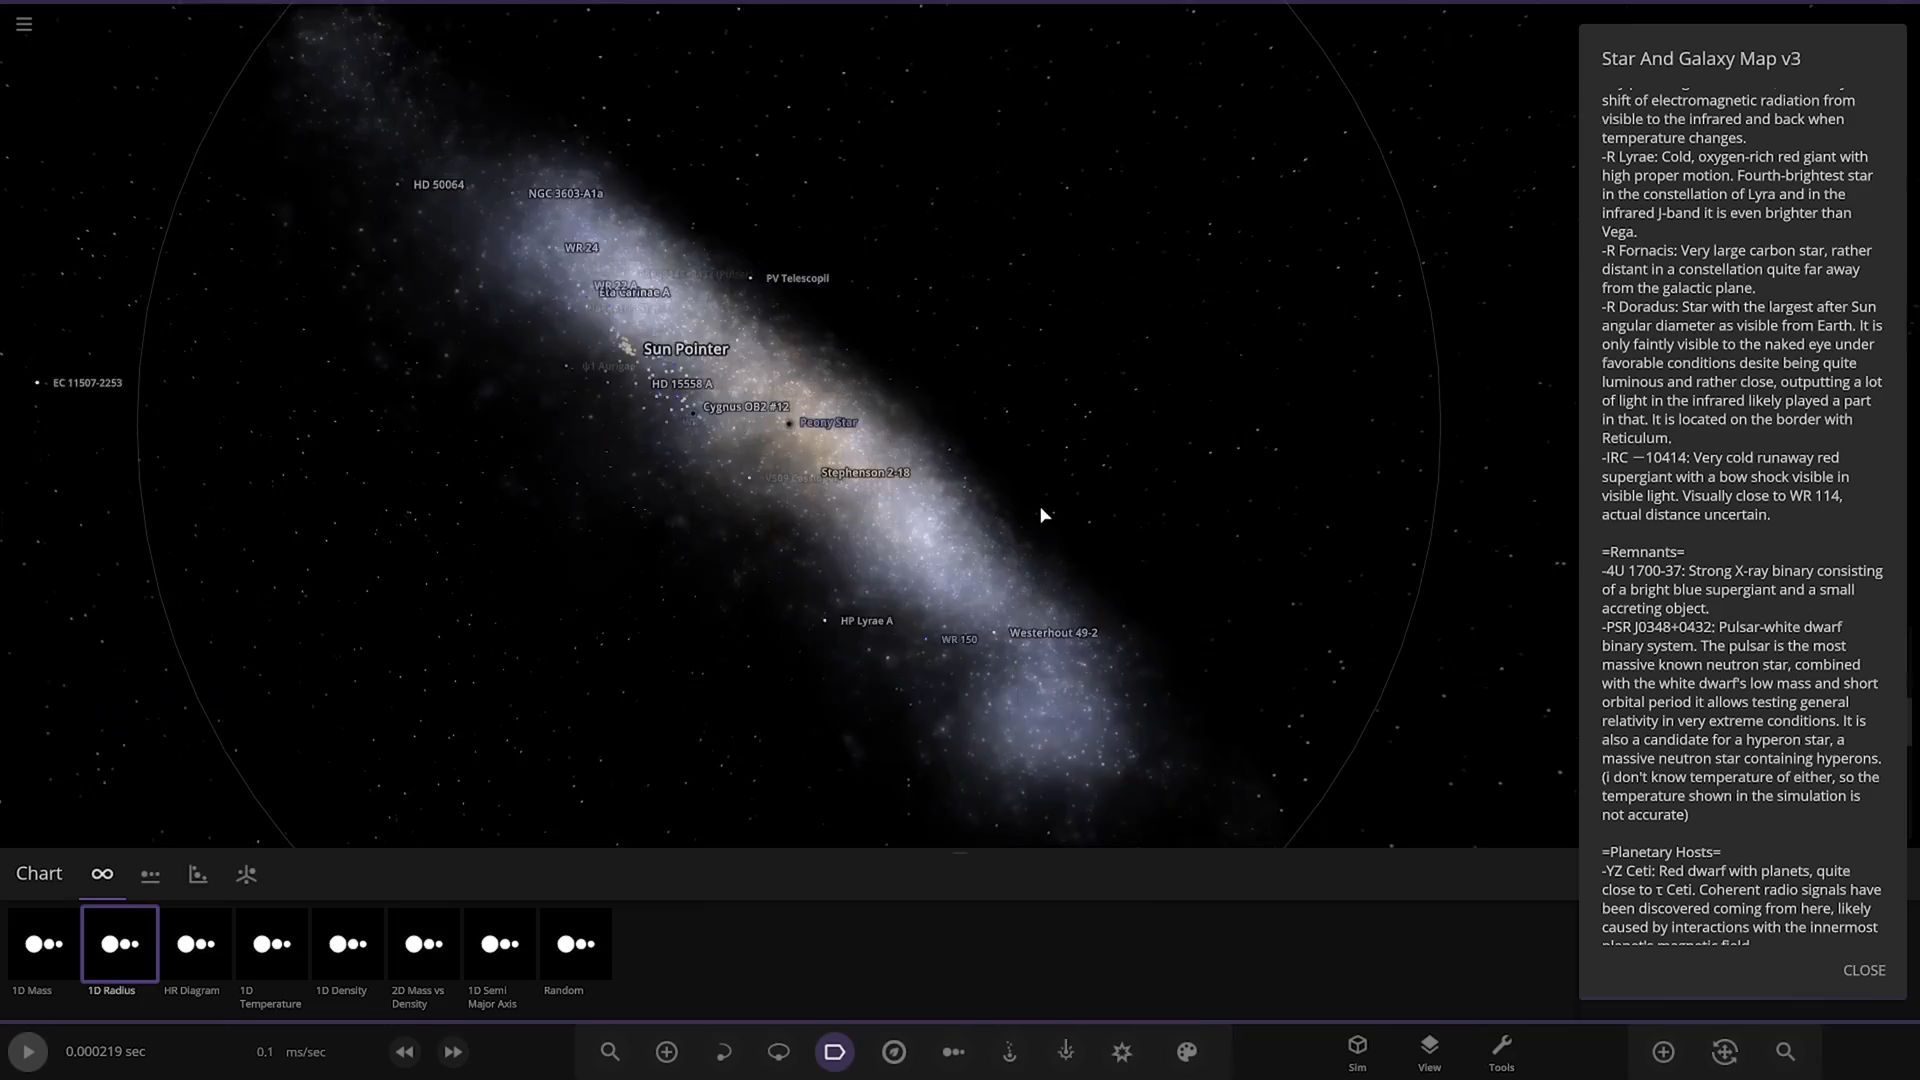 Star And Galaxy Map v3
shift of electromagnetic radiation from
visible to the infrared and back when
temperature changes.
-R Lyrae: Cold, oxygen-rich red giant with
high proper motion. Fourth-brightest star
in the constellation of Lyra and in the
infrared J-band it is even brighter than
Vega.
-R Fornacis: Very large carbon star, rather
distant in a constellation quite far away
from the galactic plane.
-R Doradus: Star with the largest after Sun
angular diameter as visible from Earth. It is
only faintly visible to the naked eye under
favorable conditions desite being quite
luminous and rather close, outputting a lot
of light in the infrared likely played a part
in that. It is located on the border with
Reticulum.
-IRC −10414: Very cold runaway red
supergiant with a bow shock visible in
visible light. Visually close to WR 114,
actual distance uncertain.
=Remnants=
-4U 1700-37: Strong X-ray binary consisting
of a bright blue supergiant and a small
accreting object.
-PSR J0348+0432: Pulsar-white dwarf
binary system. The pulsar is the most
massive known neutron star, combined
with the white dwarf's low mass and short
orbital period it allows testing general
relativity in very extreme conditions. It is
also a candidate for a hyperon star, a
massive neutron star containing hyperons.
(i don't know temperature of either, so the
temperature shown in the simulation is
not accurate)
=Planetary Hosts=
-YZ Ceti: Red dwarf with planets, quite
close to τ Ceti. Coherent radio signals have
been discovered coming from here, likely
caused by interactions with the innermost
planet's magnetic field.
CLOSE
HD 50064
NGC 3603-A1a
WR 24
PV Telescopii
WR 22 A
Eta Carinae A
Sun Pointer
ψ1 Aurigae
EC 11507-2253
HD 15558 A
Cygnus OB2 #12
Peony Star
Stephenson 2-18
HP Lyrae A
WR 150
Westerhout 49-2
Chart
1D Mass
1D Radius
HR Diagram
1D
Temperature
1D Density
2D Mass vs
Density
1D Semi
Major Axis
Random
0.000219 sec
0.1 ms/sec
Sim
View
Tools